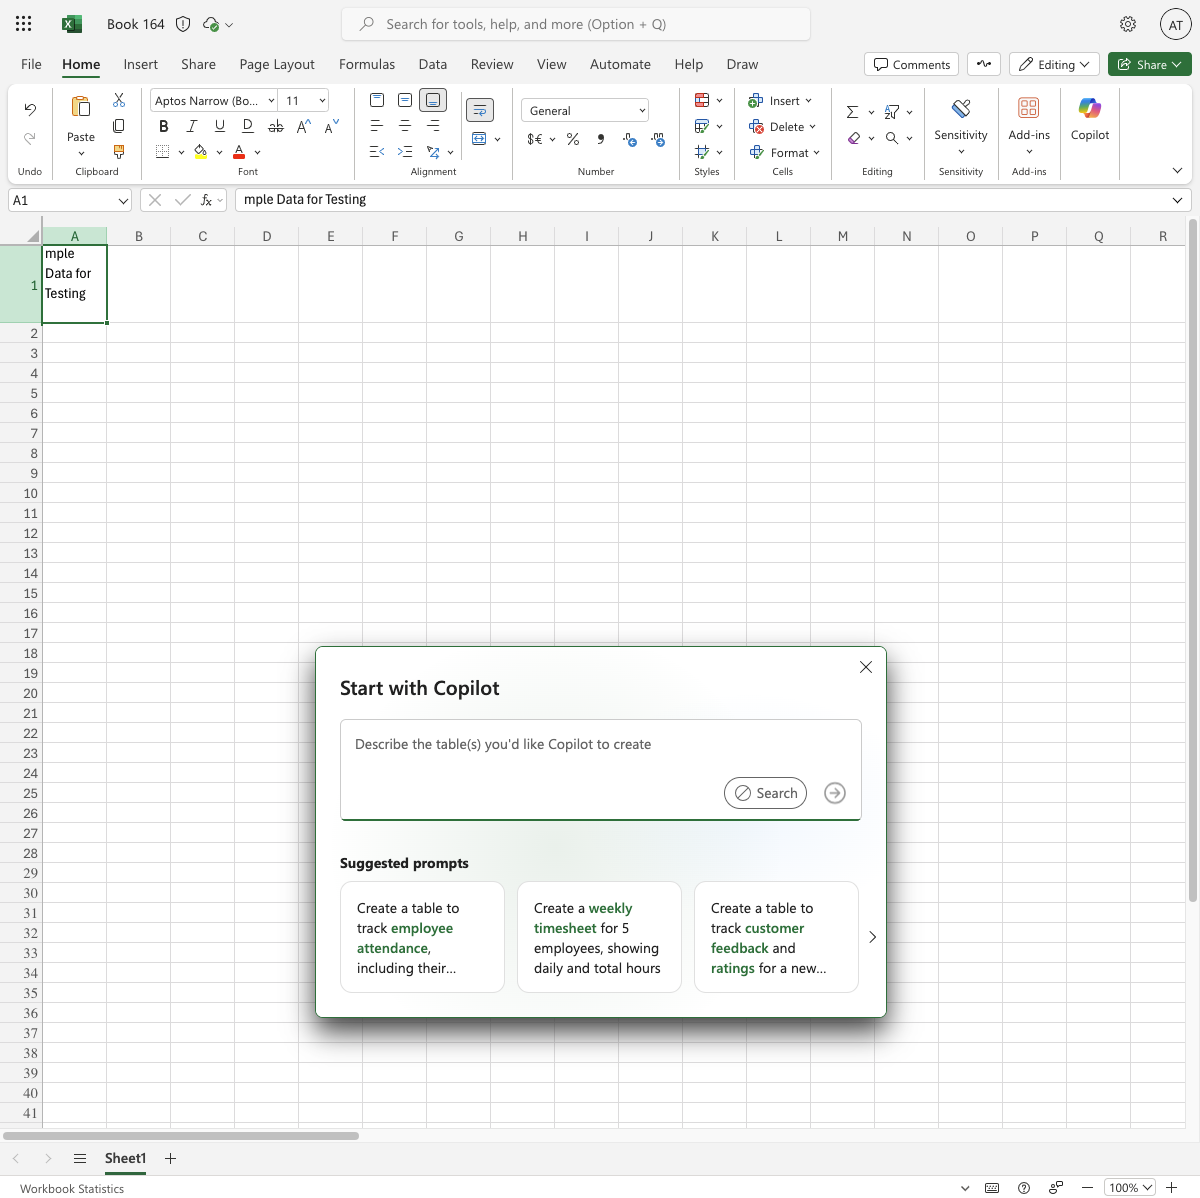 Book 164
Search for tools, help, and more (Option + Q)
AT
File Home Insert Share Page Layout Formulas Data Review View Automate Help Draw
Comments Editing Share
Aptos Narrow (Bo... 11
General
Insert
Paste
B I U D ab A A
$€ % 9
Delete
Sensitivity Add-ins Copilot
Format
Undo Clipboard Font Alignment Number Styles Cells Editing Sensitivity Add-ins
A1
fx
mple Data for Testing
A B C D E F G H I J K L M N O P Q R
1
mple
Data for
Testing
2
3
4
5
6
7
8
9
10
11
12
13
14
15
16
17
18
19
20
21
22
23
24
25
26
27
28
29
30
31
32
33
34
35
36
37
38
39
40
41
Start with Copilot
Describe the table(s) you'd like Copilot to create
Search
Suggested prompts
Create a table to
track employee
attendance,
including their...
Create a weekly
timesheet for 5
employees, showing
daily and total hours
Create a table to
track customer
feedback and
ratings for a new...
Sheet1
Workbook Statistics
100%